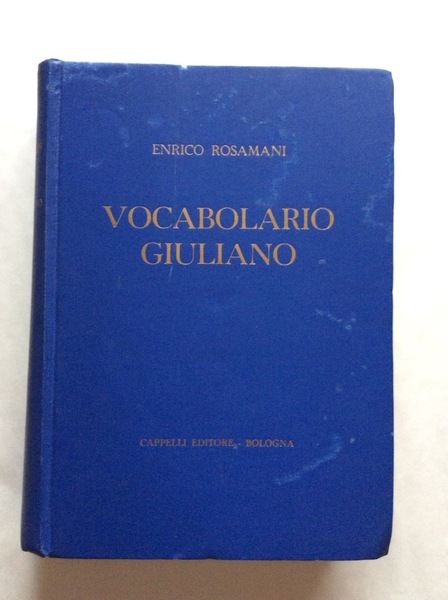 ENRICO ROSAMANI
VOCABOLARIO
GIULIANO
CAPPELLI EDITORE - BOLOGNA